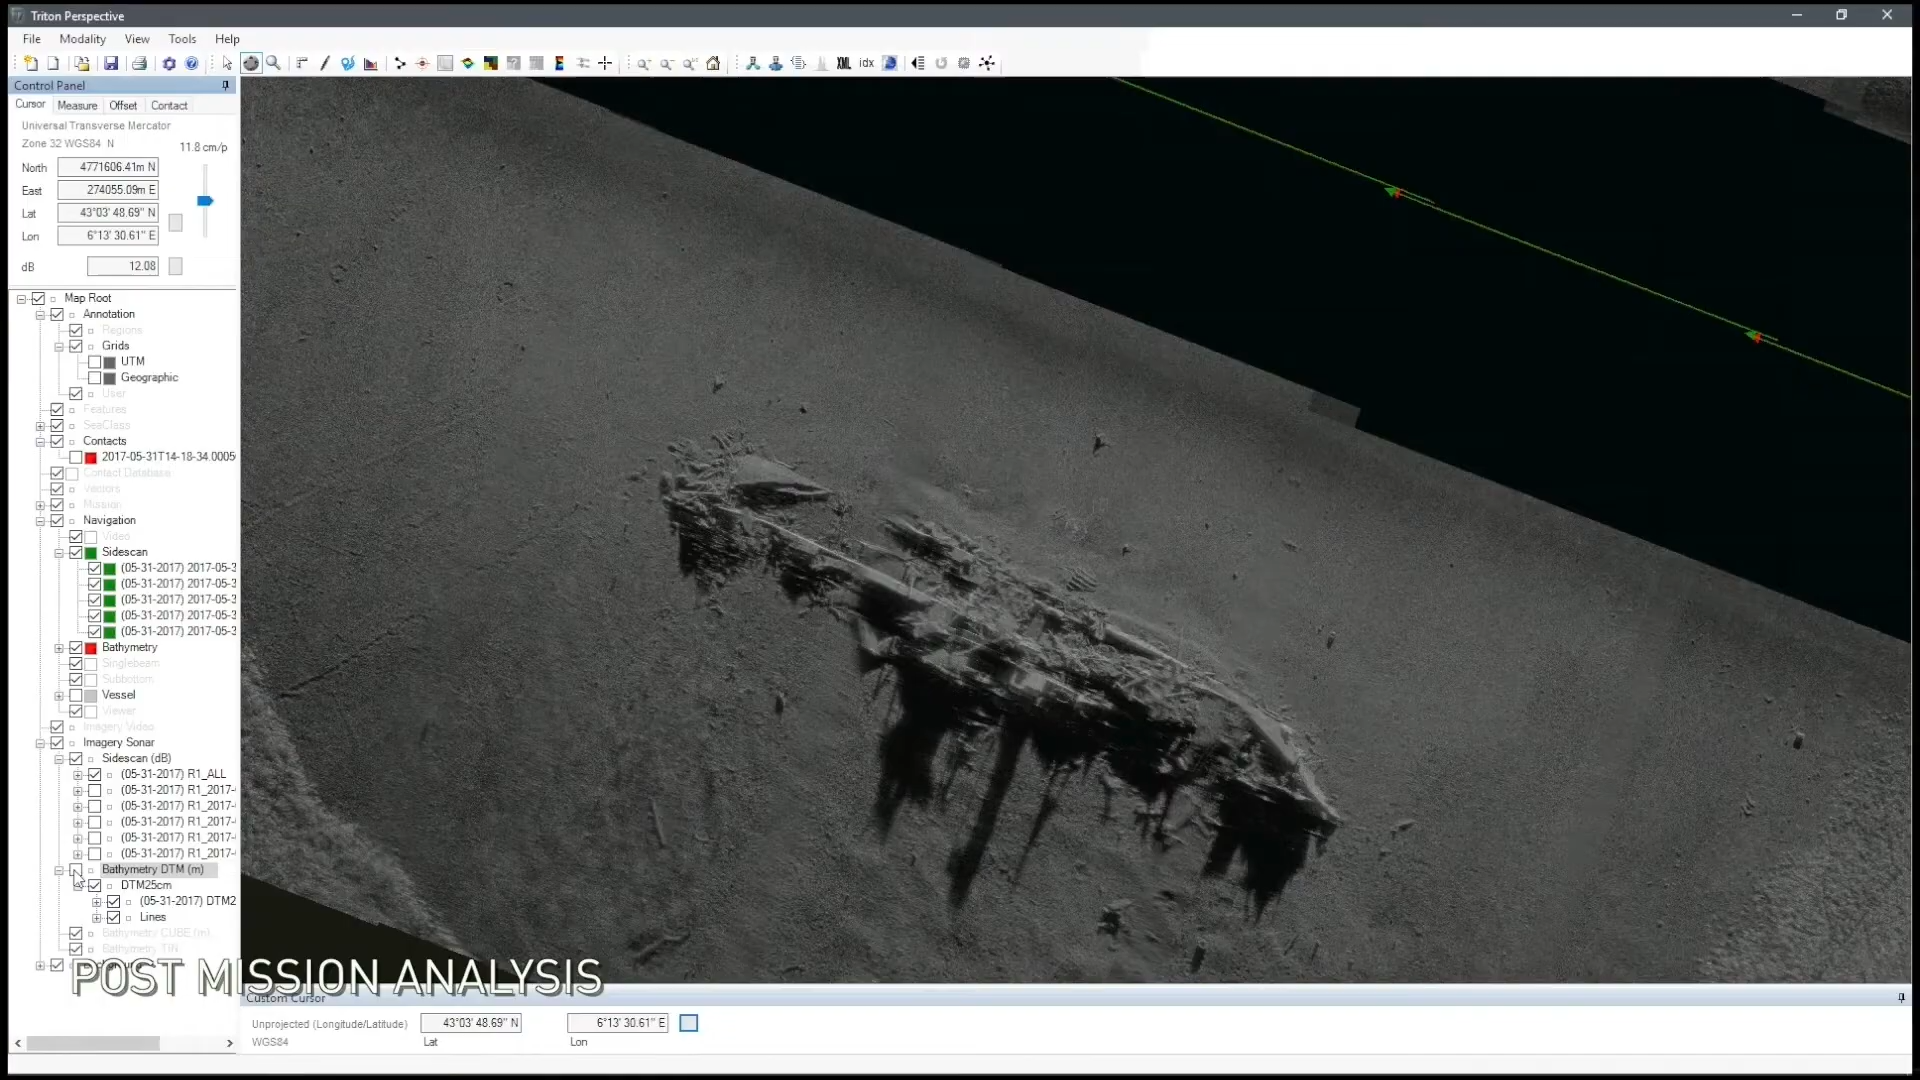 Triton Perspective
File Modality View Tools Help
XML idx
Control Panel
Cursor Measure Offset Contact
Universal Transverse Mercator
Zone 32 WGS84 N
11.8 cm/p
North 4771606.41m N
East 274055.09m E
Lat 43°03' 48.69" N
Lon 6°13' 30.61" E
dB 12.08
Map Root
Annotation
Regions
Grids
UTM
Geographic
User
Features
SeaClass
Contacts
2017-05-31T14-18-34.0005
Contact Database
Vectors
Mission
Navigation
Video
Sidescan
(05-31-2017) 2017-05-3
(05-31-2017) 2017-05-3
(05-31-2017) 2017-05-3
(05-31-2017) 2017-05-3
(05-31-2017) 2017-05-3
Bathymetry
Singlebeam
Subbottom
Vessel
Viewer
Imagery Video
Imagery Sonar
Sidescan (dB)
(05-31-2017) R1_ALL
(05-31-2017) R1_2017-
(05-31-2017) R1_2017-
(05-31-2017) R1_2017-
(05-31-2017) R1_2017-
(05-31-2017) R1_2017-
Bathymetry DTM (m)
DTM25cm
(05-31-2017) DTM2
Lines
Bathymetry CUBE (m)
Bathymetry TIN
POST MISSION ANALYSIS
Custom Cursor
Unprojected (Longitude/Latitude) 43°03' 48.69" N 6°13' 30.61" E
WGS84 Lat Lon